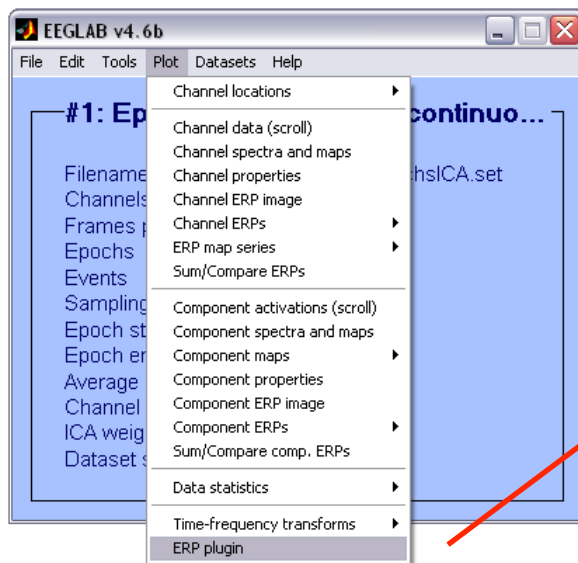 EEGLAB v4.6b
File Edit Tools Plot Datasets Help
#1: Ep continuo...
Filename hsICA.set
Channels
Frames
Epochs
Events
Sampling
Epoch st
Epoch er
Average
Channel
ICA weig
Dataset
Channel locations
Channel data (scroll)
Channel spectra and maps
Channel properties
Channel ERP image
Channel ERPs
ERP map series
Sum/Compare ERPs
Component activations (scroll)
Component spectra and maps
Component maps
Component properties
Component ERP image
Component ERPs
Sum/Compare comp. ERPs
Data statistics
Time-frequency transforms
ERP plugin